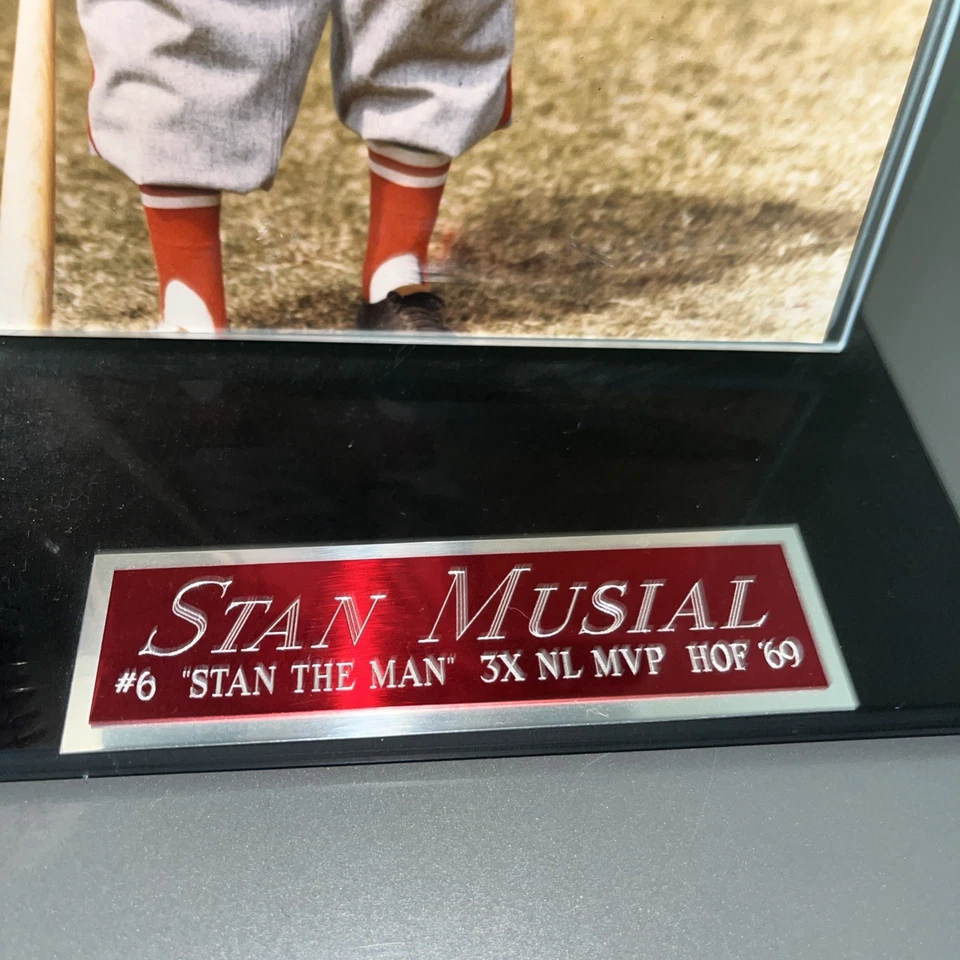 STAN MUSIAL
#6 "STAN THE MAN" 3X NL MVP HOF '69